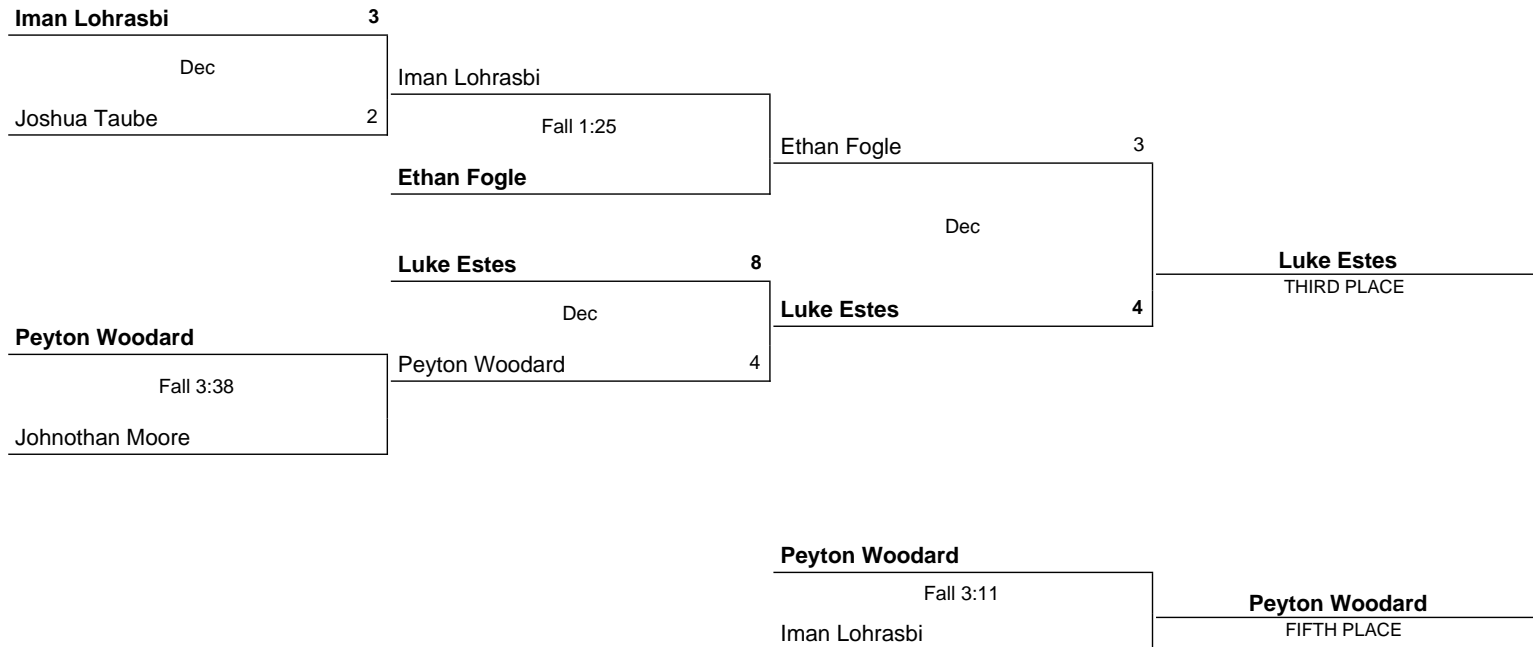 Iman Lohrasbi 3
Dec
Joshua Taube 2
Iman Lohrasbi
Fall 1:25
Ethan Fogle
Ethan Fogle 3
Dec
Luke Estes 8
Dec
Peyton Woodard 4
Luke Estes 4
Luke Estes
THIRD PLACE
Peyton Woodard
Fall 3:38
Johnothan Moore
Peyton Woodard
Fall 3:11
Iman Lohrasbi
Peyton Woodard
FIFTH PLACE